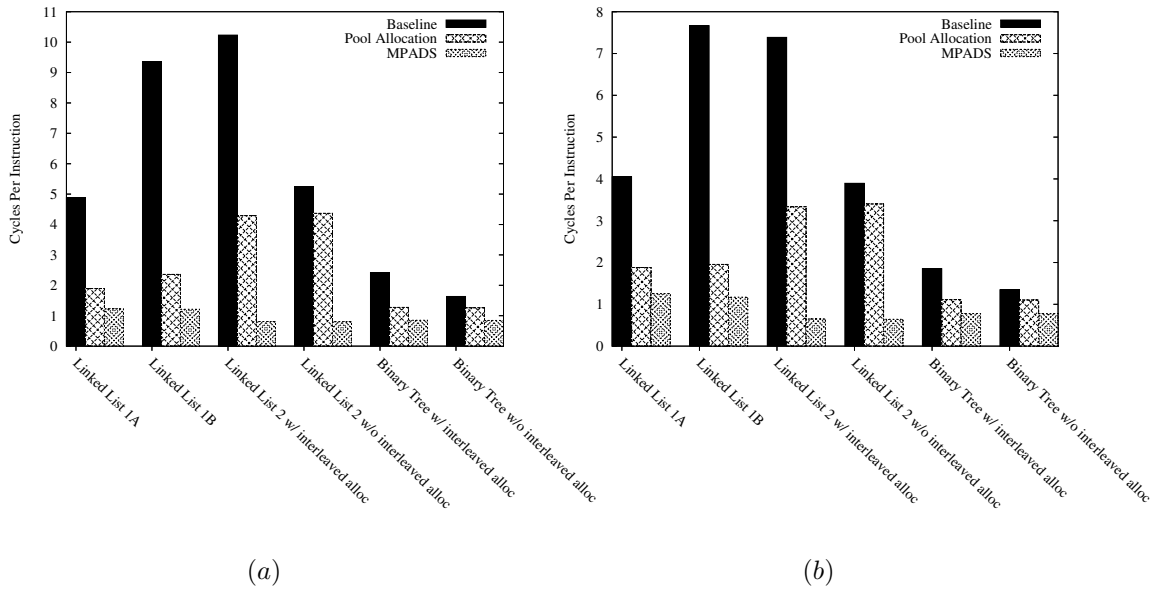 11
10
9
8
7
6
5
4
3
2
1
0
Cycles Per Instruction
Baseline
Pool Allocation
MPADS
Linked List 1A
Linked List 1B
Linked List 2 w/ interleaved alloc
Linked List 2 w/o interleaved alloc
Binary Tree w/ interleaved alloc
Binary Tree w/o interleaved alloc
(a)
8
7
6
5
4
3
2
1
0
Cycles Per Instruction
Baseline
Pool Allocation
MPADS
Linked List 1A
Linked List 1B
Linked List 2 w/ interleaved alloc
Linked List 2 w/o interleaved alloc
Binary Tree w/ interleaved alloc
Binary Tree w/o interleaved alloc
(b)